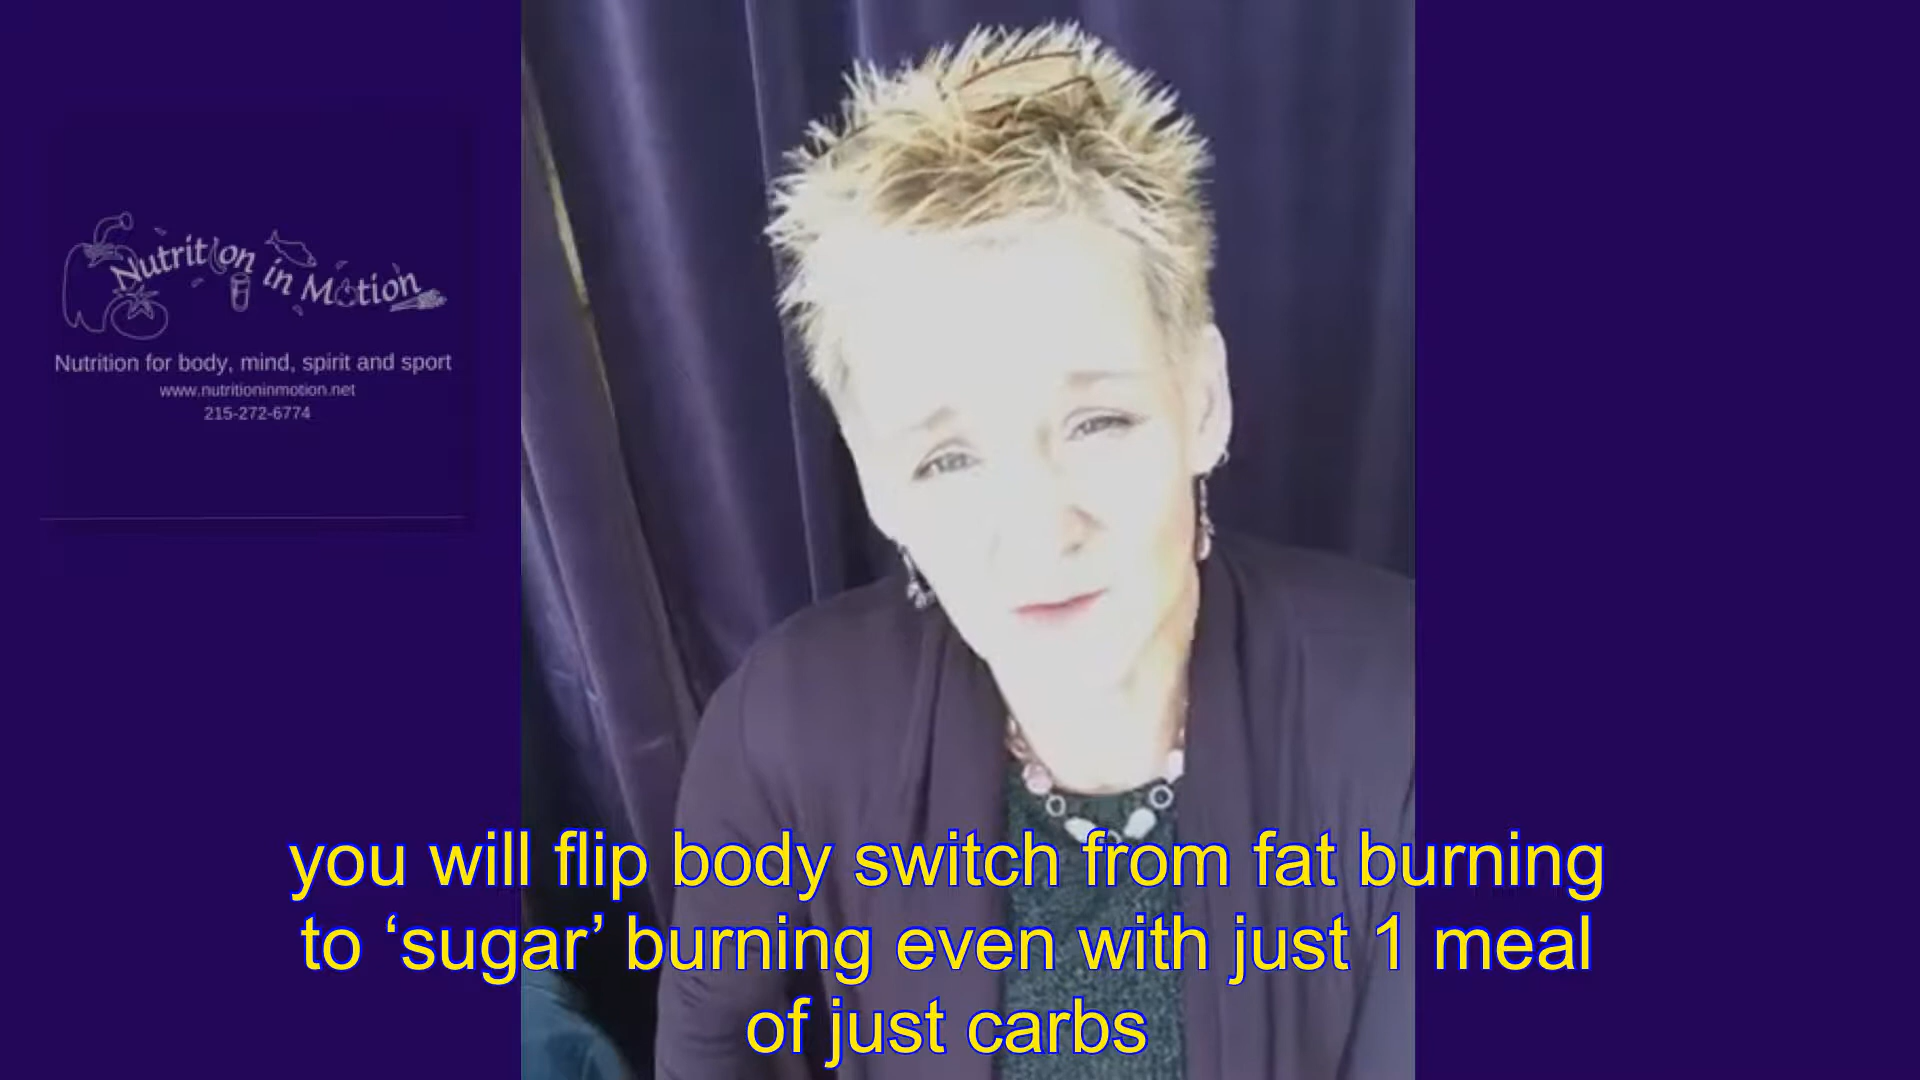 Nutrition in Motion
Nutrition for body, mind, spirit and sport
www.nutritioninmotion.net
215-272-6774
you will flip body switch from fat burning
to ‘sugar’ burning even with just 1 meal
of just carbs